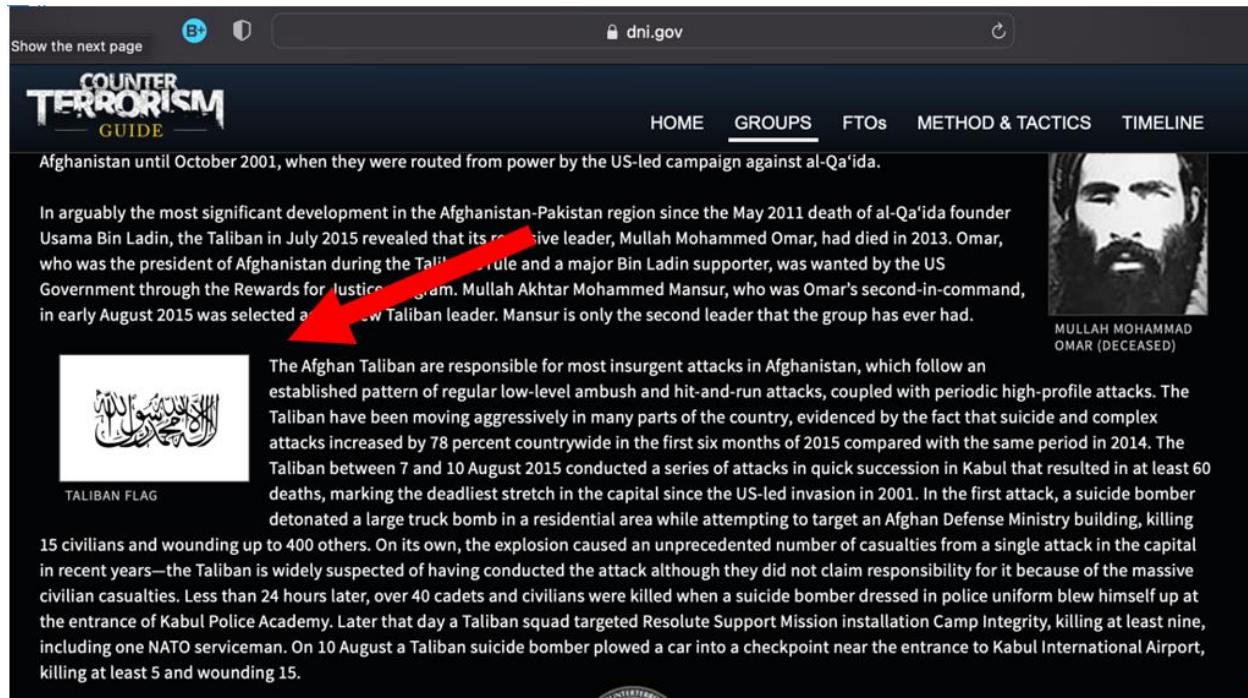 Show the next page
B+
dni.gov
COUNTER
TERRORISM
GUIDE
HOME GROUPS FTOs METHOD & TACTICS TIMELINE
Afghanistan until October 2001, when they were routed from power by the US-led campaign against al-Qa‘ida.
In arguably the most significant development in the Afghanistan-Pakistan region since the May 2011 death of al-Qa‘ida founder
Usama Bin Ladin, the Taliban in July 2015 revealed that its sive leader, Mullah Mohammed Omar, had died in 2013. Omar,
who was the president of Afghanistan during the Tali rule and a major Bin Ladin supporter, was wanted by the US
Government through the Rewards for Justice gram. Mullah Akhtar Mohammed Mansur, who was Omar's second-in-command,
in early August 2015 was selected a w Taliban leader. Mansur is only the second leader that the group has ever had.
MULLAH MOHAMMAD
OMAR (DECEASED)
لا إله إلا الله محمد رسول الله
TALIBAN FLAG
The Afghan Taliban are responsible for most insurgent attacks in Afghanistan, which follow an
established pattern of regular low-level ambush and hit-and-run attacks, coupled with periodic high-profile attacks. The
Taliban have been moving aggressively in many parts of the country, evidenced by the fact that suicide and complex
attacks increased by 78 percent countrywide in the first six months of 2015 compared with the same period in 2014. The
Taliban between 7 and 10 August 2015 conducted a series of attacks in quick succession in Kabul that resulted in at least 60
deaths, marking the deadliest stretch in the capital since the US-led invasion in 2001. In the first attack, a suicide bomber
detonated a large truck bomb in a residential area while attempting to target an Afghan Defense Ministry building, killing
15 civilians and wounding up to 400 others. On its own, the explosion caused an unprecedented number of casualties from a single attack in the capital
in recent years—the Taliban is widely suspected of having conducted the attack although they did not claim responsibility for it because of the massive
civilian casualties. Less than 24 hours later, over 40 cadets and civilians were killed when a suicide bomber dressed in police uniform blew himself up at
the entrance of Kabul Police Academy. Later that day a Taliban squad targeted Resolute Support Mission installation Camp Integrity, killing at least nine,
including one NATO serviceman. On 10 August a Taliban suicide bomber plowed a car into a checkpoint near the entrance to Kabul International Airport,
killing at least 5 and wounding 15.